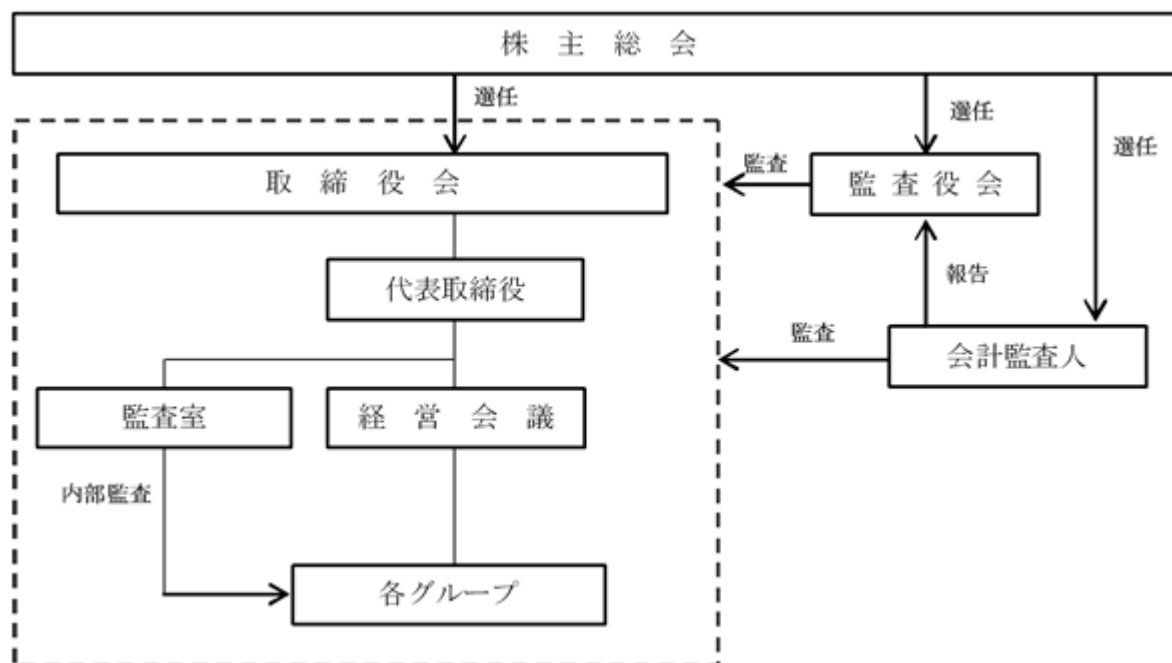 株主総会
選任
選任
選任
監査
取締役会
監査役会
代表取締役
報告
監査
会計監査人
監査室
経営会議
内部監査
各グループ